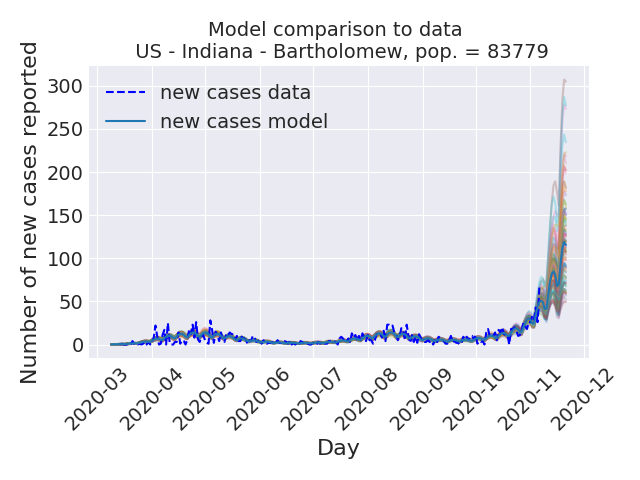 Model comparison to data
US - Indiana - Bartholomew, pop. = 83779
Number of new cases reported
300
250
200
150
100
50
0
new cases data
new cases model
2020-03
2020-04
2020-05
2020-06
2020-07
2020-08
2020-09
2020-10
2020-11
2020-12
Day